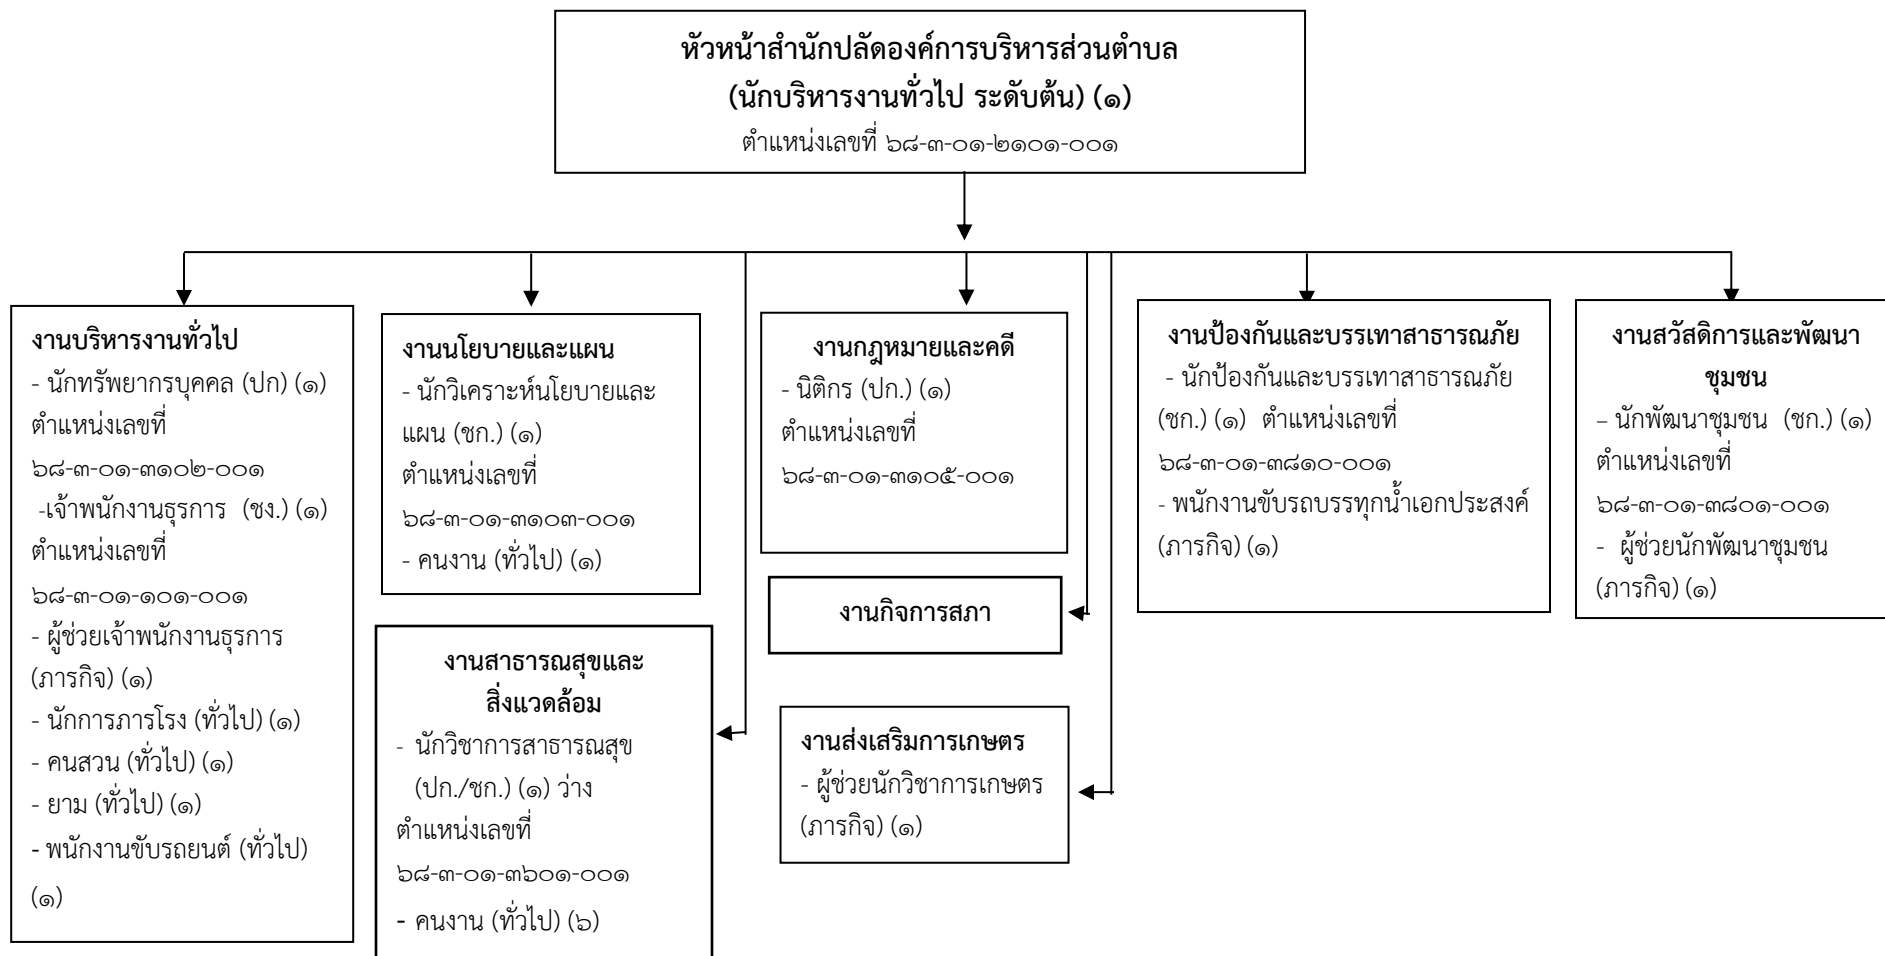 หัวหน้าสำนักปลัดองค์การบริหารส่วนตำบล
(นักบริหารงานทั่วไป ระดับต้น) (๑)
ตำแหน่งเลขที่ ๖๘-๓-๐๑-๒๑๐๑-๐๐๑
งานบริหารงานทั่วไป
- นักทรัพยากรบุคคล (ปก) (๑)
ตำแหน่งเลขที่
๖๘-๓-๐๑-๓๑๐๒-๐๐๑
-เจ้าพนักงานธุรการ (ชง.) (๑)
ตำแหน่งเลขที่
๖๘-๓-๐๑-๑๐๑-๐๐๑
- ผู้ช่วยเจ้าพนักงานธุรการ
(ภารกิจ) (๑)
- นักการภารโรง (ทั่วไป) (๑)
- คนสวน (ทั่วไป) (๑)
- ยาม (ทั่วไป) (๑)
- พนักงานขับรถยนต์ (ทั่วไป)
(๑)
งานนโยบายและแผน
- นักวิเคราะห์นโยบายและ
แผน (ชก.) (๑)
ตำแหน่งเลขที่
๖๘-๓-๐๑-๓๑๐๓-๐๐๑
- คนงาน (ทั่วไป) (๑)
งานสาธารณสุขและ
สิ่งแวดล้อม
- นักวิชาการสาธารณสุข
(ปก./ชก.) (๑) ว่าง
ตำแหน่งเลขที่
๖๘-๓-๐๑-๓๖๐๑-๐๐๑
- คนงาน (ทั่วไป) (๖)
งานกฎหมายและคดี
- นิติกร (ปก.) (๑)
ตำแหน่งเลขที่
๖๘-๓-๐๑-๓๑๐๕-๐๐๑
งานกิจการสภา
งานส่งเสริมการเกษตร
- ผู้ช่วยนักวิชาการเกษตร
(ภารกิจ) (๑)
งานป้องกันและบรรเทาสาธารณภัย
- นักป้องกันและบรรเทาสาธารณภัย
(ชก.) (๑) ตำแหน่งเลขที่
๖๘-๓-๐๑-๓๘๑๐-๐๐๑
- พนักงานขับรถบรรทุกน้ำเอกประสงค์
(ภารกิจ) (๑)
งานสวัสดิการและพัฒนา
ชุมชน
– นักพัฒนาชุมชน (ชก.) (๑)
ตำแหน่งเลขที่
๖๘-๓-๐๑-๓๘๐๑-๐๐๑
- ผู้ช่วยนักพัฒนาชุมชน
(ภารกิจ) (๑)